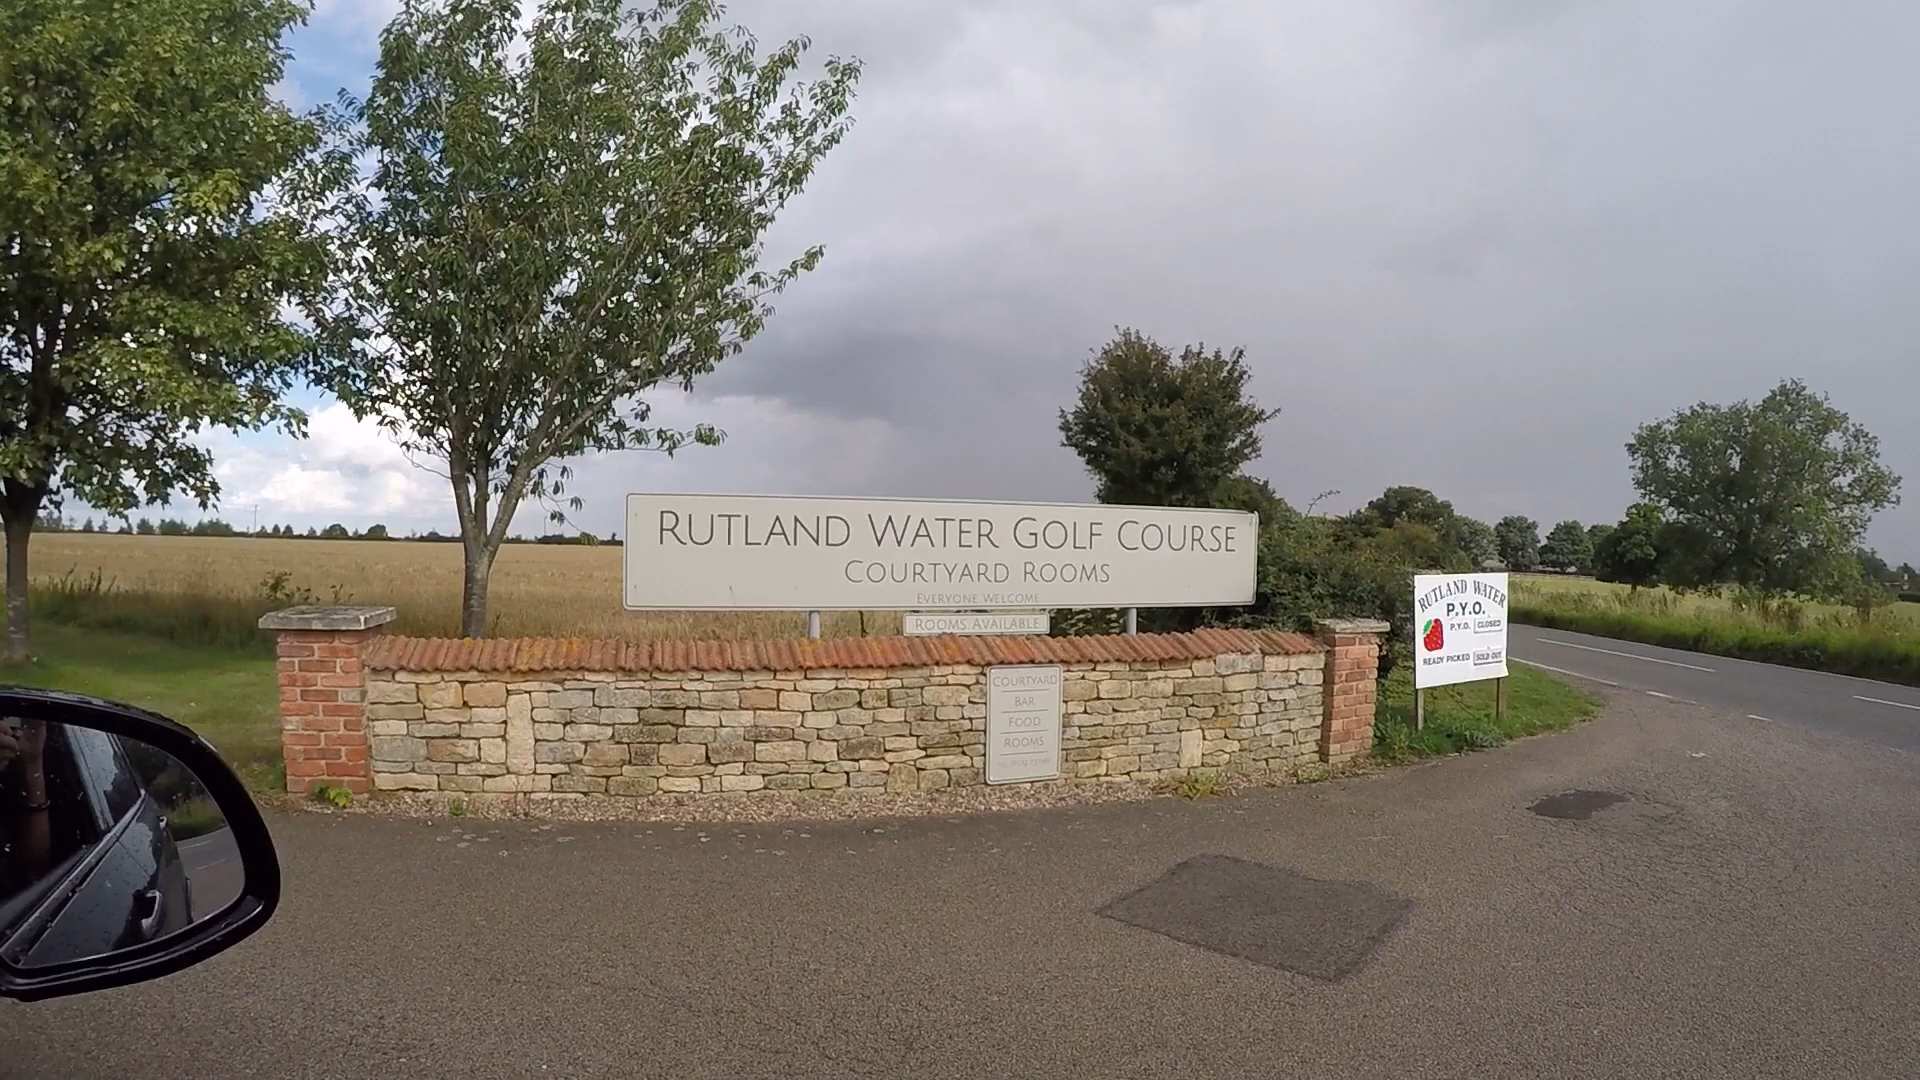 RUTLAND WATER GOLF COURSE
COURTYARD ROOMS
EVERYONE WELCOME
ROOMS AVAILABLE
COURTYARD
BAR
FOOD
ROOMS
RUTLAND WATER
P.Y.O.
P.Y.O. CLOSED
READY PICKED SOLD OUT